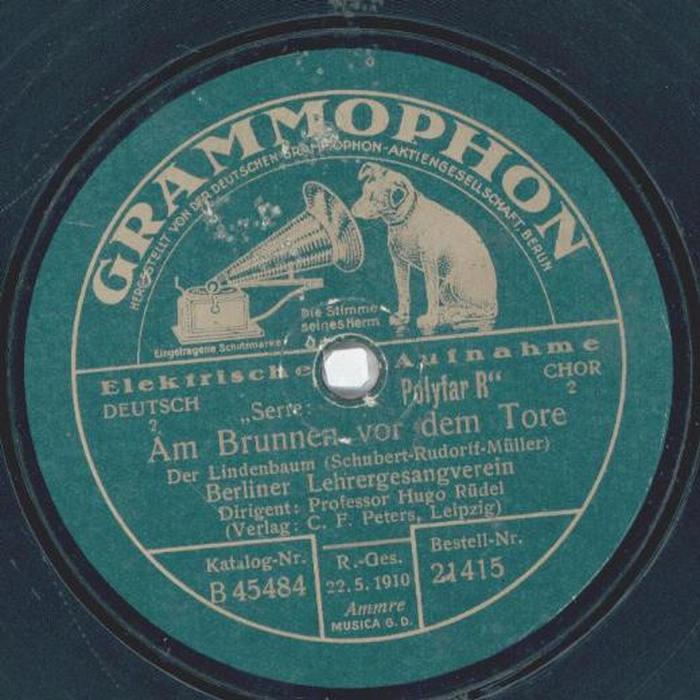 GRAMMOPHON
HERGESTELLT VON DER DEUTSCHEN GRAMMOPHON-AKTIENGESELLSCHAFT, BERLIN
Die Stimme
seines Herrn
Eingetragene Schutzmarke
Elektrische Aufnahme
DEUTSCH
2
CHOR
2
„Serie: Polyfar R“
Am Brunnen vor dem Tore
Der Lindenbaum (Schubert-Rudorff-Müller)
Berliner Lehrergesangverein
Dirigent: Professor Hugo Rüdel
(Verlag: C. F. Peters, Leipzig)
Katalog-Nr.
B 45484
R.-Ges.
22.5.1910
Ammre
MUSICA G. D.
Bestell-Nr.
21415